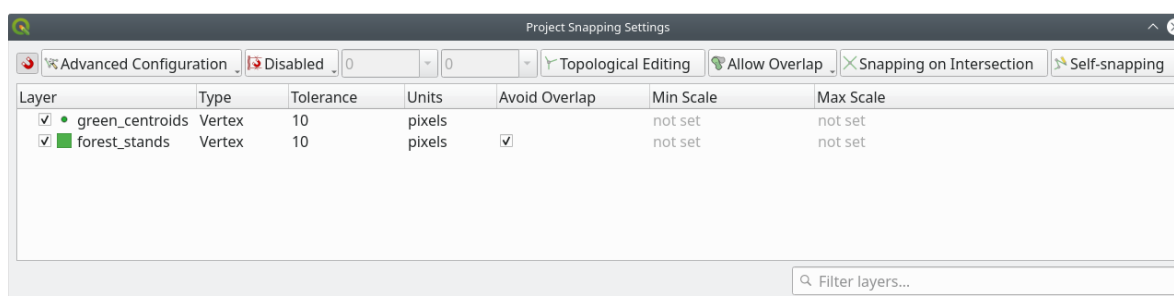 Project Snapping Settings
Advanced Configuration Disabled 0 0 Topological Editing Allow Overlap Snapping on Intersection Self-snapping
Layer Type Tolerance Units Avoid Overlap Min Scale Max Scale
green_centroids Vertex 10 pixels not set not set
forest_stands Vertex 10 pixels not set not set
Filter layers...